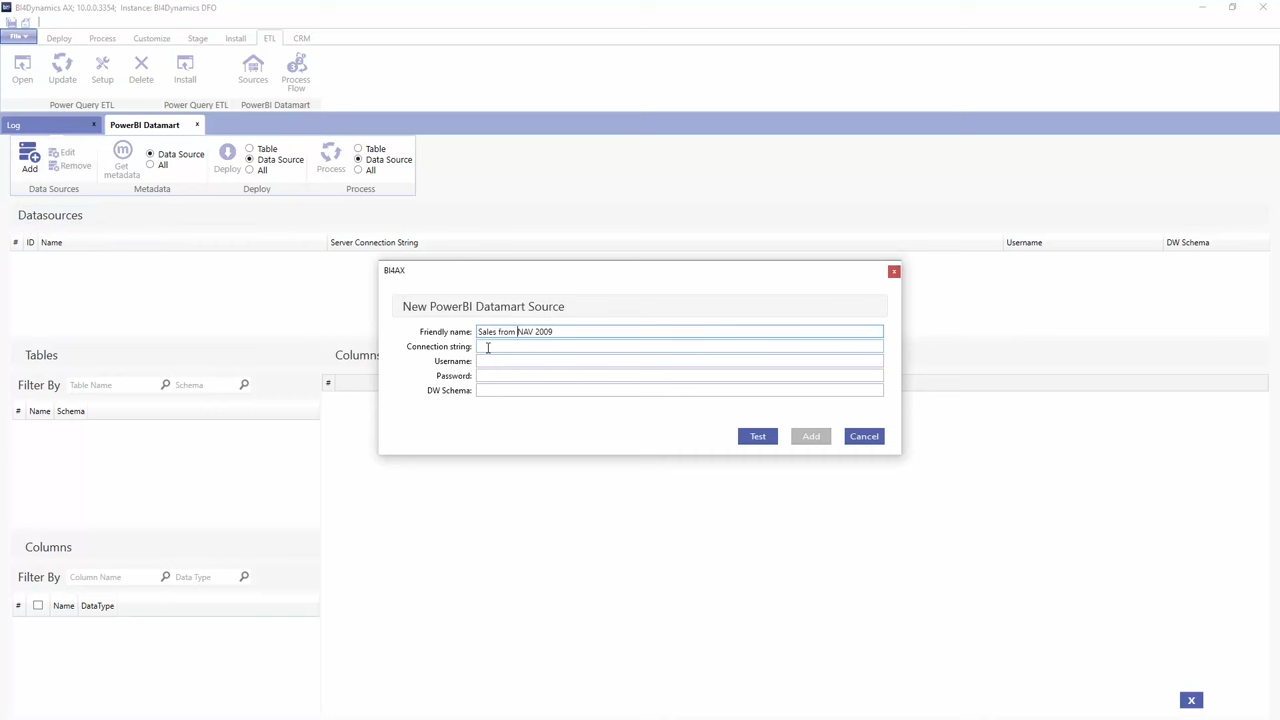 BI4Dynamics AX; 10.0.0.3354; Instance: BI4Dynamics DFO
File
Deploy
Process
Customize
Stage
Install
ETL
CRM
Open
Update
Setup
Delete
Install
Sources
Process Flow
Power Query ETL
Power Query ETL
PowerBI Datamart
Log x
PowerBI Datamart x
Add
Edit
Remove
Get metadata
Data Source
All
Deploy
Table
Data Source
All
Process
Table
Data Source
All
Data Sources
Metadata
Deploy
Process
Datasources
# ID Name Server Connection String Username DW Schema
BI4AX
x
New PowerBI Datamart Source
Friendly name: Sales from NAV 2009
Connection string:
Username:
Password:
DW Schema:
Test Add Cancel
Tables
Filter By Table Name Schema
# Name Schema
Columns
#
Columns
Filter By Column Name Data Type
# Name DataType
X